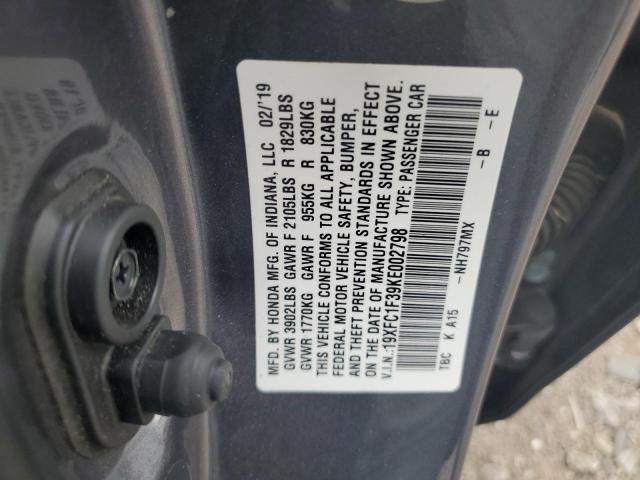 MFD. BY HONDA MFG. OF INDIANA, LLC 02/'19
GVWR 3902LBS GAWR F 2105LBS R 1829LBS
GVWR 1770KG GAWR F 955KG R 830KG
THIS VEHICLE CONFORMS TO ALL APPLICABLE
FEDERAL MOTOR VEHICLE SAFETY, BUMPER,
AND THEFT PREVENTION STANDARDS IN EFFECT
ON THE DATE OF MANUFACTURE SHOWN ABOVE.
V.I.N.:19XFC1F39KE002798 TYPE: PASSENGER CAR
TBC K A15 -NH797MX -B -E